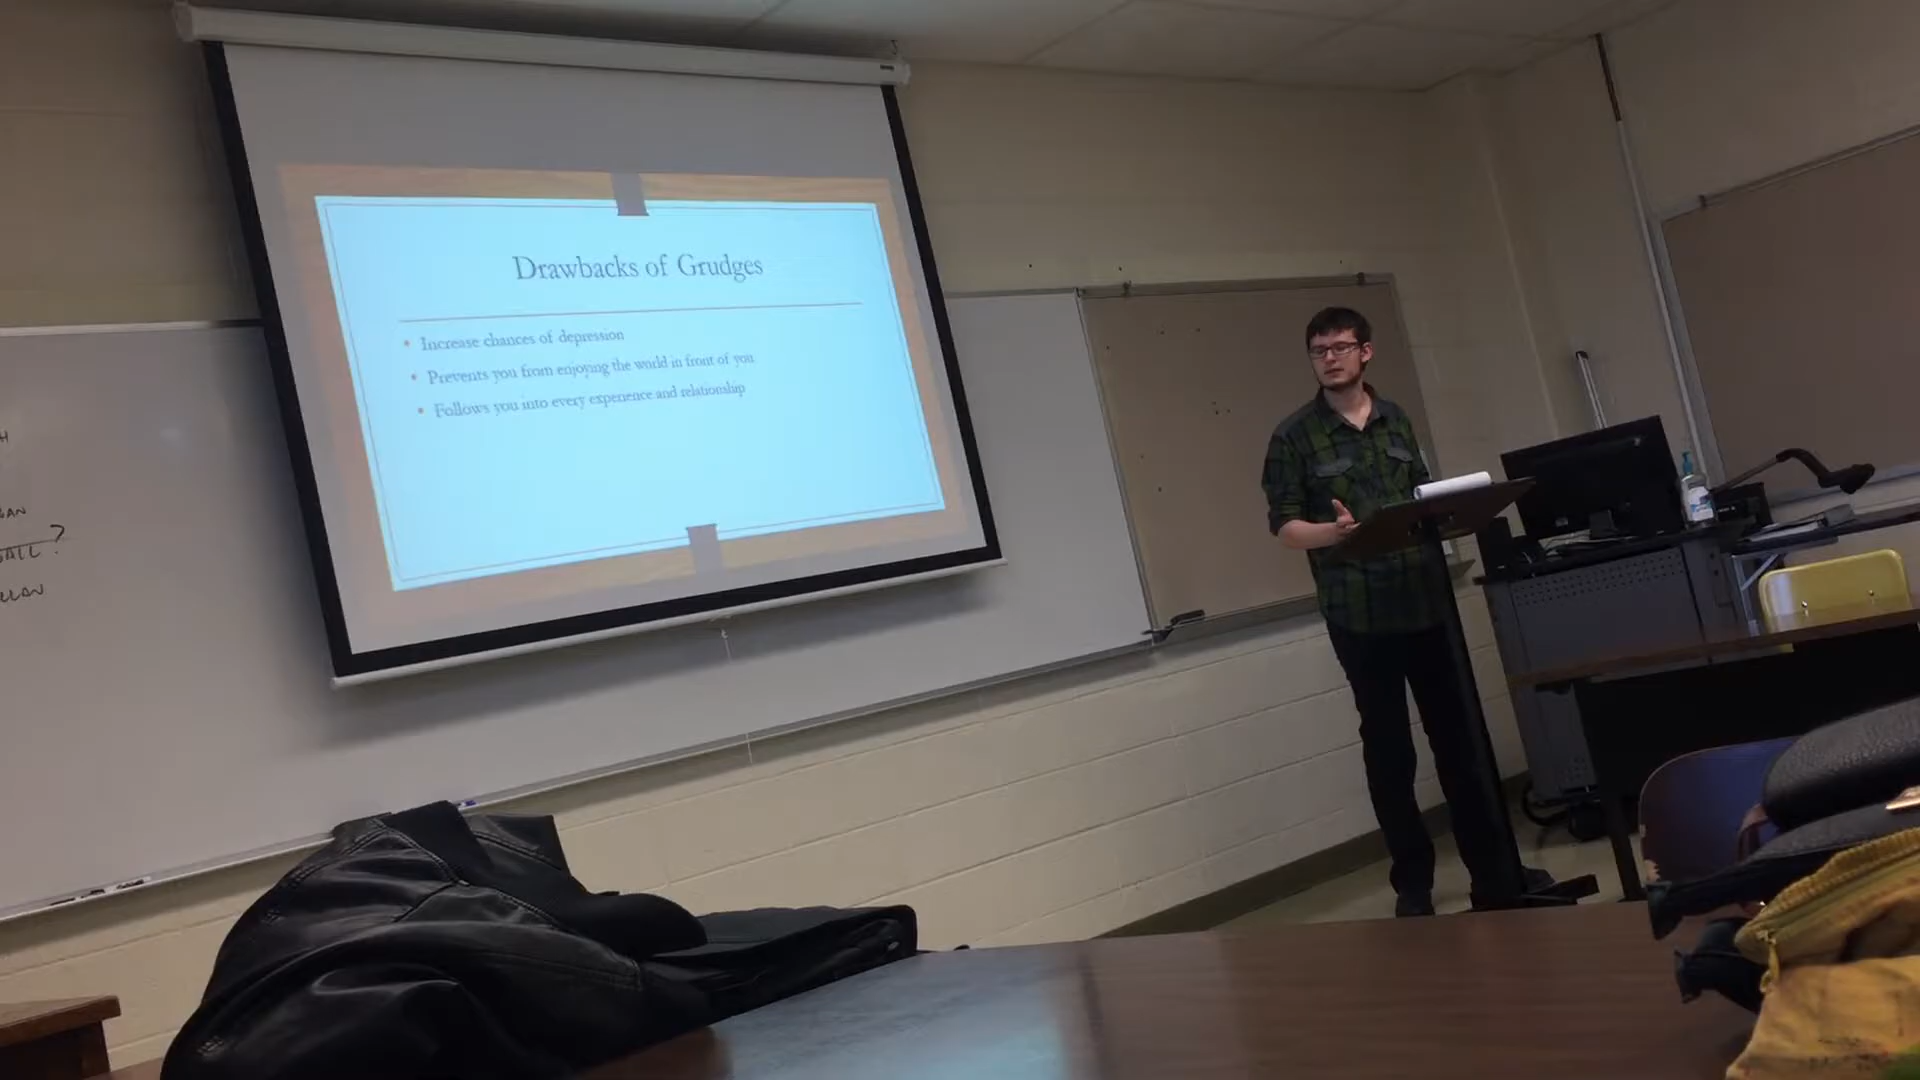 Drawbacks of Grudges
• Increase chances of depression
• Prevents you from enjoying the world in front of you
• Follows you into every experience and relationship
?